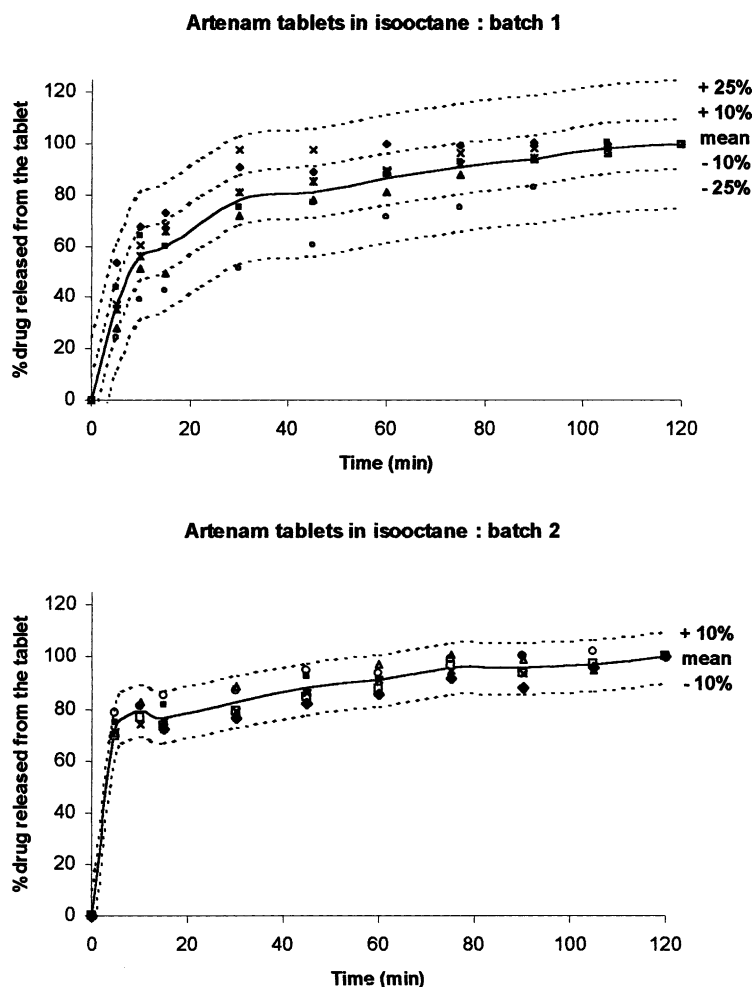 Artenam tablets in isooctane : batch 1
% drug released from the tablet
120
100
80
60
40
20
0
+ 25%
+ 10%
mean
- 10%
- 25%
0 20 40 60 80 100 120
Time (min)
Artenam tablets in isooctane : batch 2
% drug released from the tablet
120
100
80
60
40
20
0
+ 10%
mean
- 10%
0 20 40 60 80 100 120
Time (min)